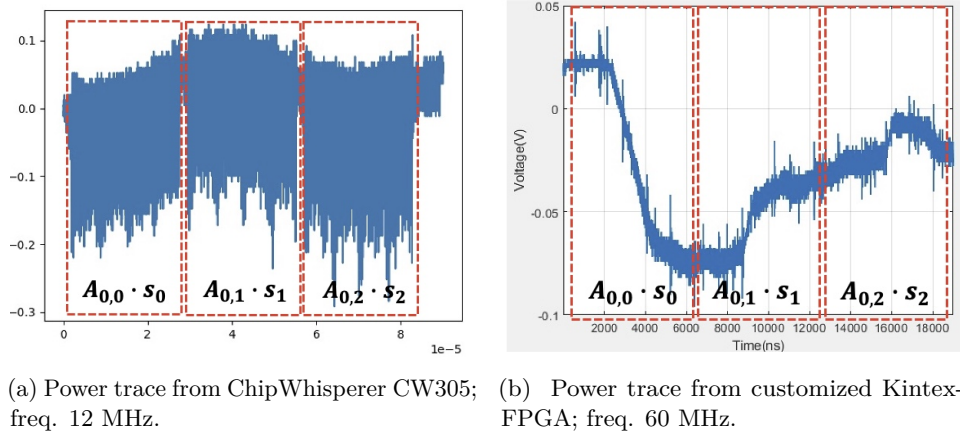 0.1
0.0
−0.1
−0.2
−0.3
0
2
4
6
8
1e-5
A0,0 · s0
A0,1 · s1
A0,2 · s2
0.05
0
-0.05
-0.1
Voltage(V)
2000
4000
6000
8000
10000
12000
14000
16000
18000
Time(ns)
A0,0 · s0
A0,1 · s1
A0,2 · s2
(a) Power trace from ChipWhisperer CW305;
freq. 12 MHz.
(b) Power trace from customized Kintex-
FPGA; freq. 60 MHz.